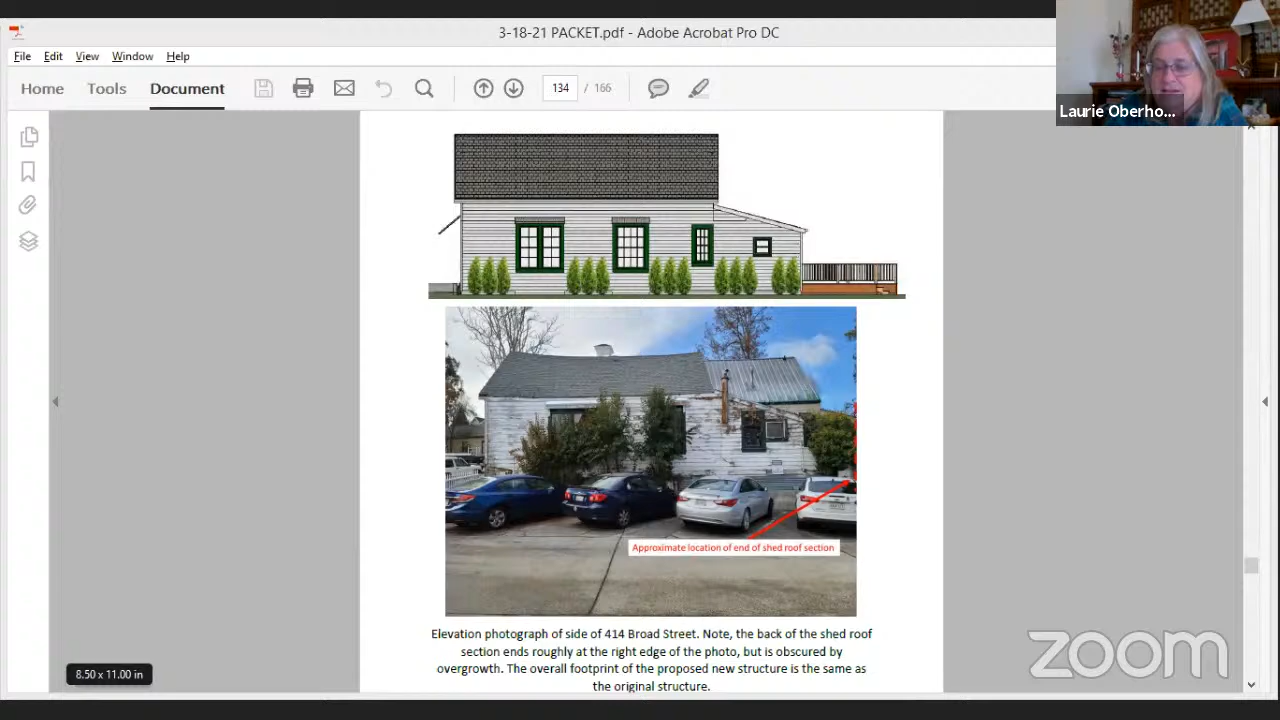 3-18-21 PACKET.pdf - Adobe Acrobat Pro DC
File Edit View Window Help
Home Tools Document 134 / 166
Laurie Oberho...
Approximate location of end of shed roof section
Elevation photograph of side of 414 Broad Street. Note, the back of the shed roof
section ends roughly at the right edge of the photo, but is obscured by
overgrowth. The overall footprint of the proposed new structure is the same as
the original structure.
8.50 x 11.00 in
zoom